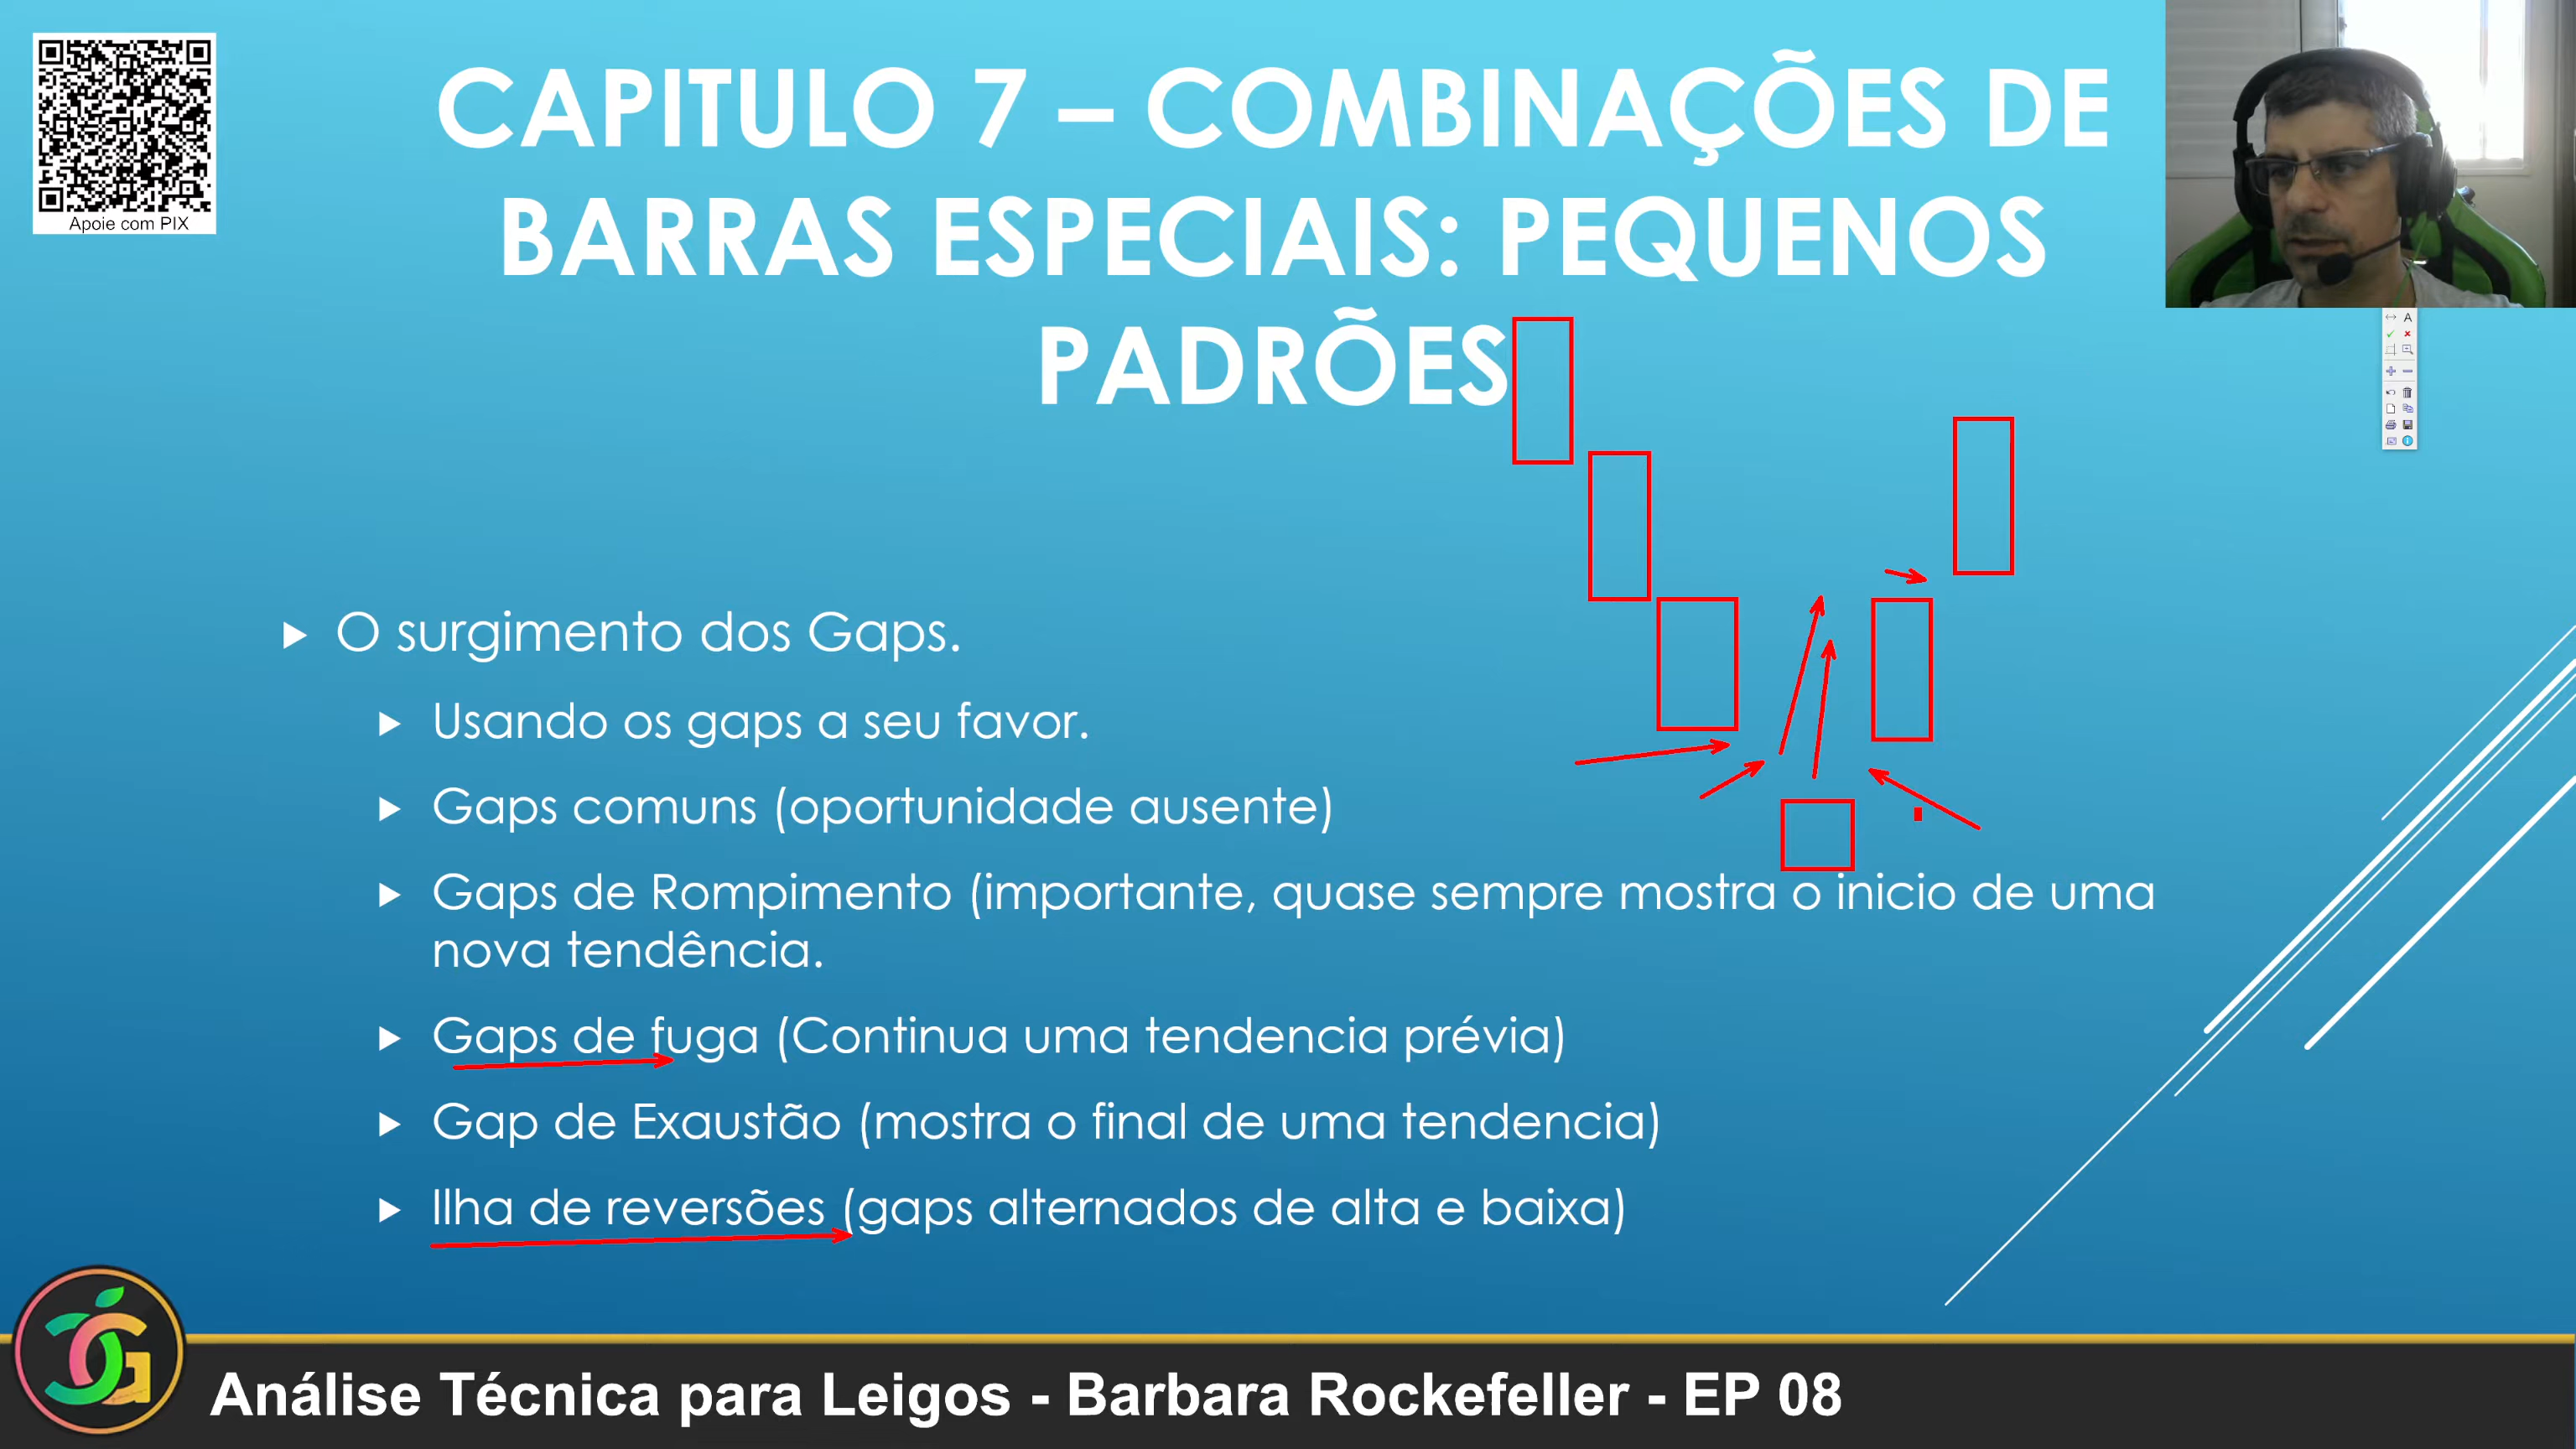 Apoie com PIX
CAPITULO 7 – COMBINAÇÕES DE
BARRAS ESPECIAIS: PEQUENOS
PADRÕES
A
O surgimento dos Gaps.
Usando os gaps a seu favor.
Gaps comuns (oportunidade ausente)
Gaps de Rompimento (importante, quase sempre mostra o inicio de uma
nova tendência.
Gaps de fuga (Continua uma tendencia prévia)
Gap de Exaustão (mostra o final de uma tendencia)
Ilha de reversões (gaps alternados de alta e baixa)
Análise Técnica para Leigos - Barbara Rockefeller - EP 08